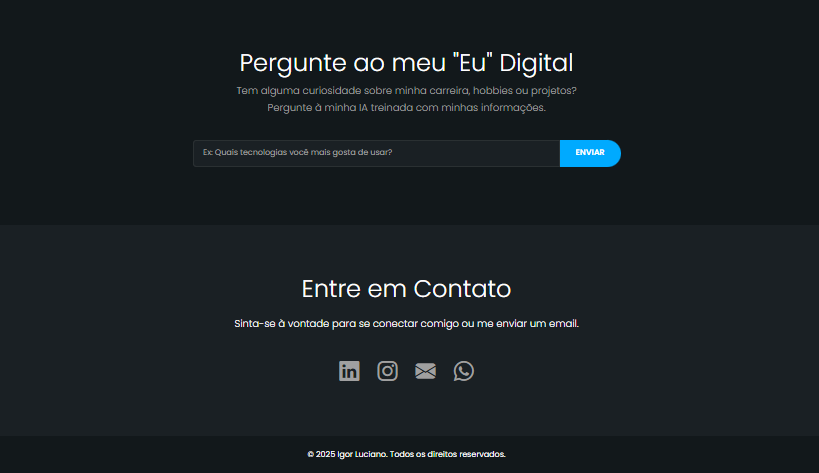 Pergunte ao meu "Eu" Digital
Tem alguma curiosidade sobre minha carreira, hobbies ou projetos?
Pergunte à minha IA treinada com minhas informações.
Ex: Quais tecnologias você mais gosta de usar?
ENVIAR
Entre em Contato
Sinta-se à vontade para se conectar comigo ou me enviar um email.
in
© 2025 Igor Luciano. Todos os direitos reservados.